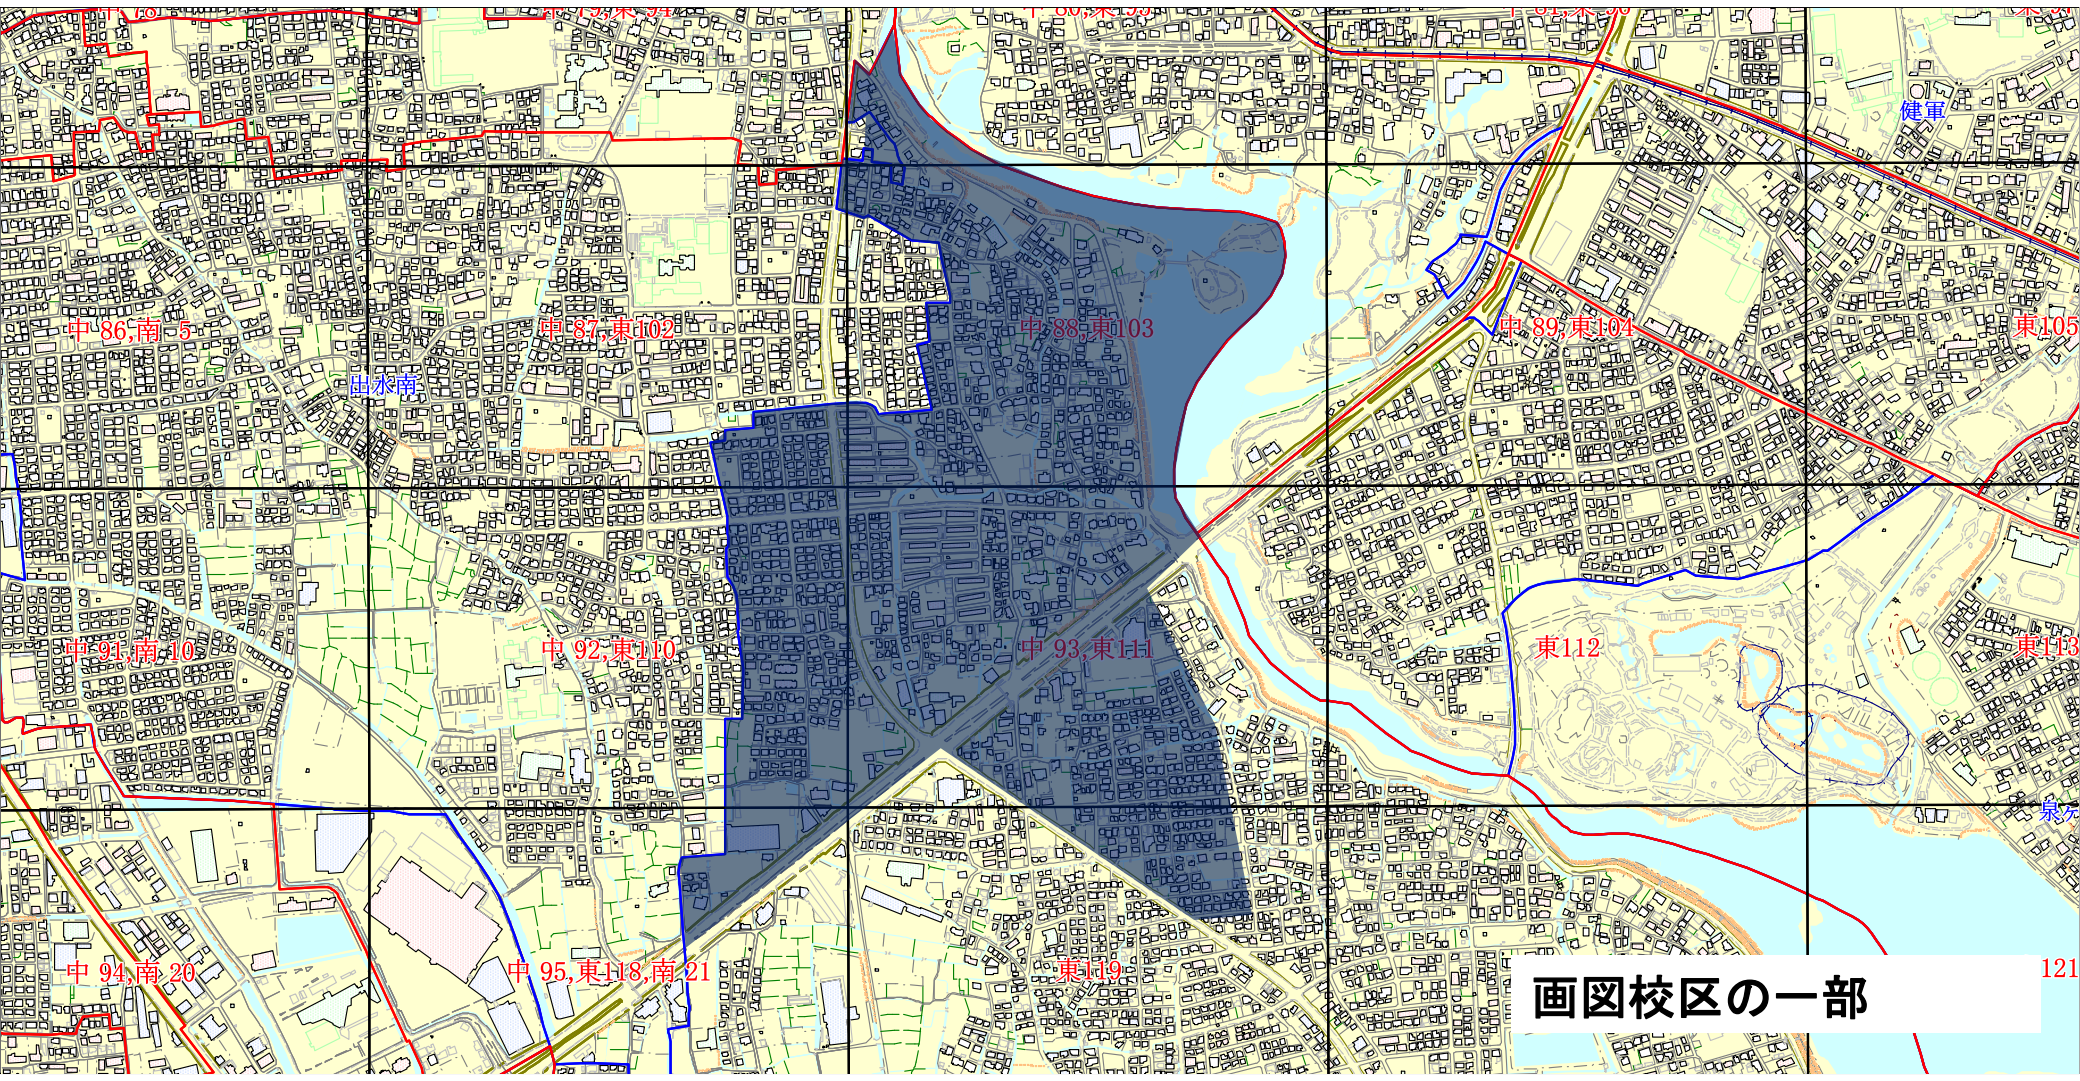 中 86,南 5
中 87,東102
中 88,東103
中 89,東104
東105
健軍
出水南
中 91,南 10
中 92,東110
中 93,東111
東112
東113
中 94,南 20
中 95,東118,南 21
東119
121
画図校区の一部